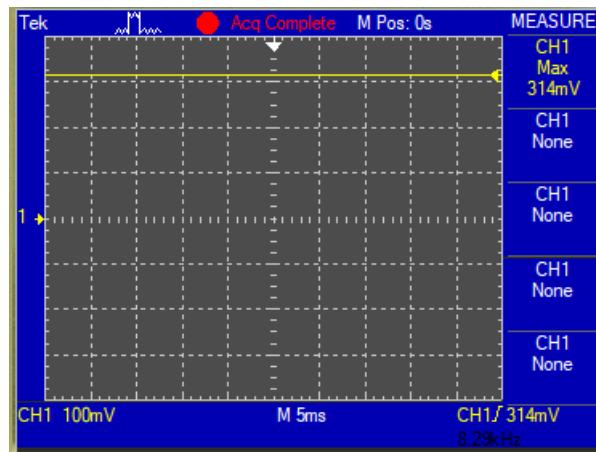 Tek Acq Complete M Pos: 0s MEASURE
CH1
Max
314mV
CH1
None
CH1
None
1
CH1
None
CH1
None
CH1 100mV M 5ms CH1 314mV
8.29kHz